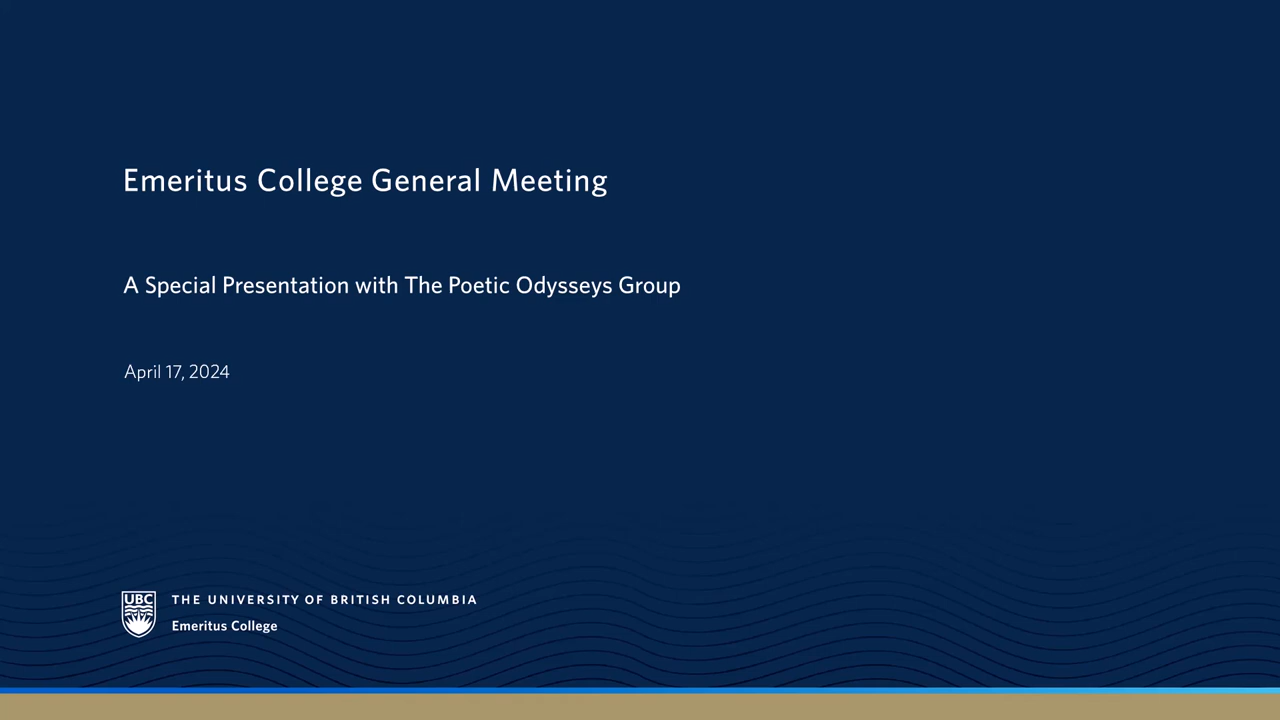 Emeritus College General Meeting
A Special Presentation with The Poetic Odysseys Group
April 17, 2024
UBC
THE UNIVERSITY OF BRITISH COLUMBIA
Emeritus College